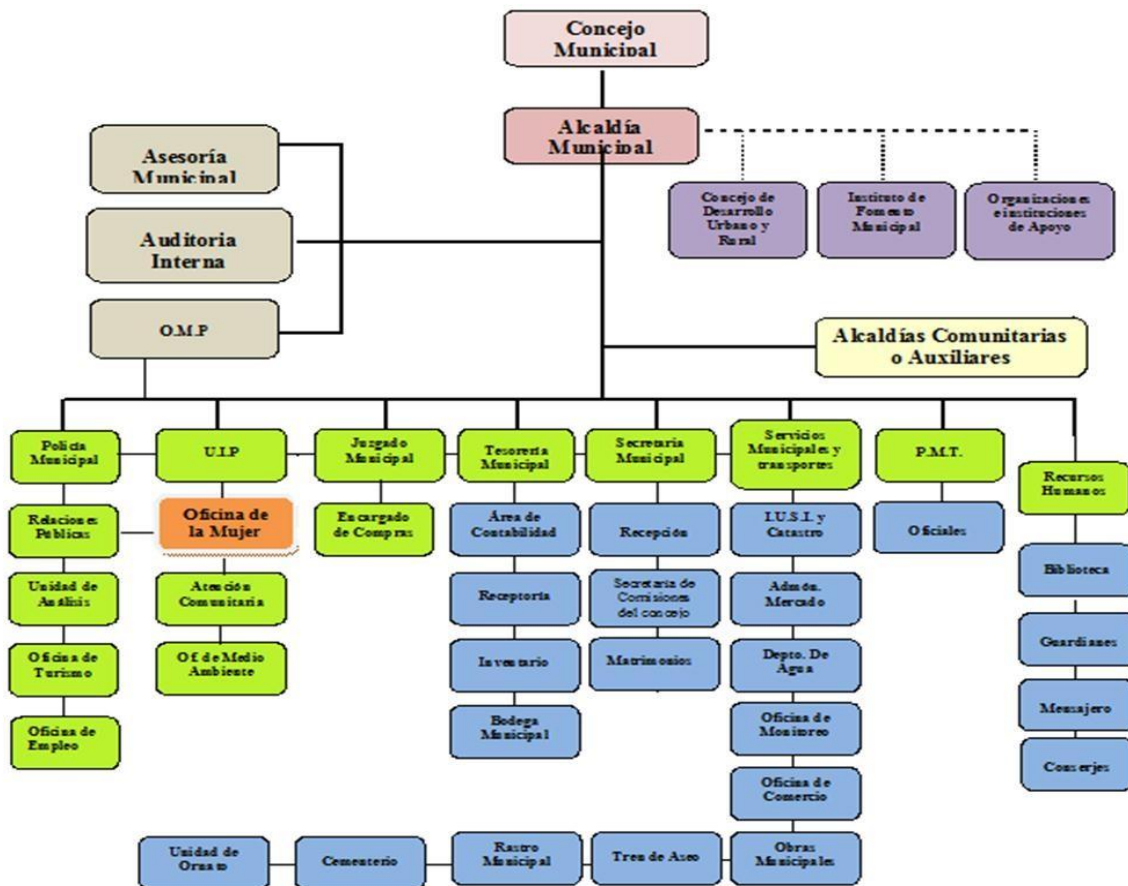 Concejo
Municipal
Alcaldía
Municipal
Asesoría
Municipal
Concejo de
Desarrollo
Urbano y
Rural
Instituto de
Fomento
Municipal
Organizaciones
e instituciones
de Apoyo
Auditoria
Interna
O.M.P
Alcaldías Comunitarias
o Auxiliares
Policía
Municipal
U.I.P
Juzgado
Municipal
Tesorería
Municipal
Secretaria
Municipal
Servicios
Municipales y
transportes
P.M.T.
Recursos
Humanos
Relaciones
Públicas
Oficina de
la Mujer
Encargado
de Compras
Área de
Contabilidad
Recepción
I.U.S.I. y
Catastro
Oficiales
Biblioteca
Unidad de
Análisis
Atención
Comunitaria
Receptoría
Secretaría de
Comisiones
del concejo
Admón.
Mercado
Guardianes
Oficina de
Turismo
Of. de Medio
Ambiente
Inventario
Matrimonios
Depto. De
Agua
Mensajero
Oficina de
Empleo
Bodega
Municipal
Oficina de
Monitoreo
Conserjes
Oficina de
Comercio
Unidad de
Ornato
Cementerio
Rastro
Municipal
Tren de Aseo
Obras
Municipales